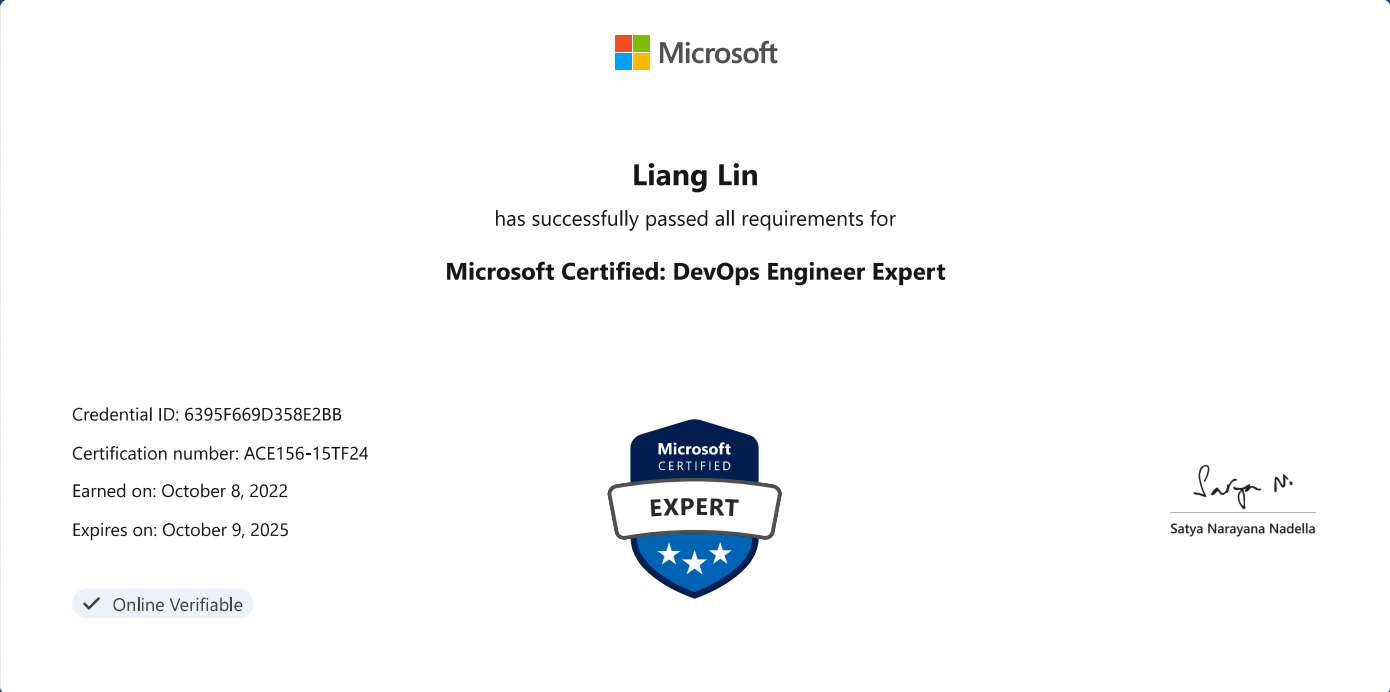 Microsoft
Liang Lin
has successfully passed all requirements for
Microsoft Certified: DevOps Engineer Expert
Credential ID: 6395F669D358E2BB
Certification number: ACE156-15TF24
Earned on: October 8, 2022
Expires on: October 9, 2025
Online Verifiable
Microsoft
CERTIFIED
EXPERT
Satya N.
Satya Narayana Nadella